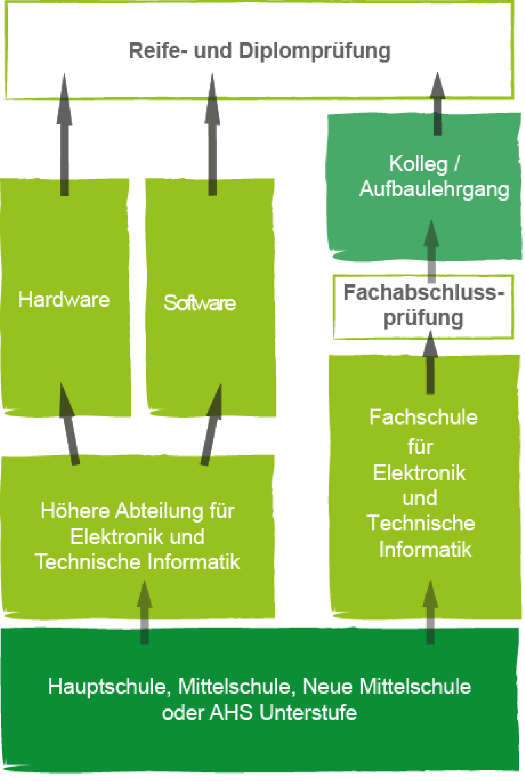 Reife- und Diplomprüfung
Kolleg /
Aufbaulehrgang
Hardware
Software
Fachabschluss-
prüfung
Fachschule
für
Elektronik
und
Technische
Informatik
Höhere Abteilung für
Elektronik und
Technische Informatik
Hauptschule, Mittelschule, Neue Mittelschule
oder AHS Unterstufe